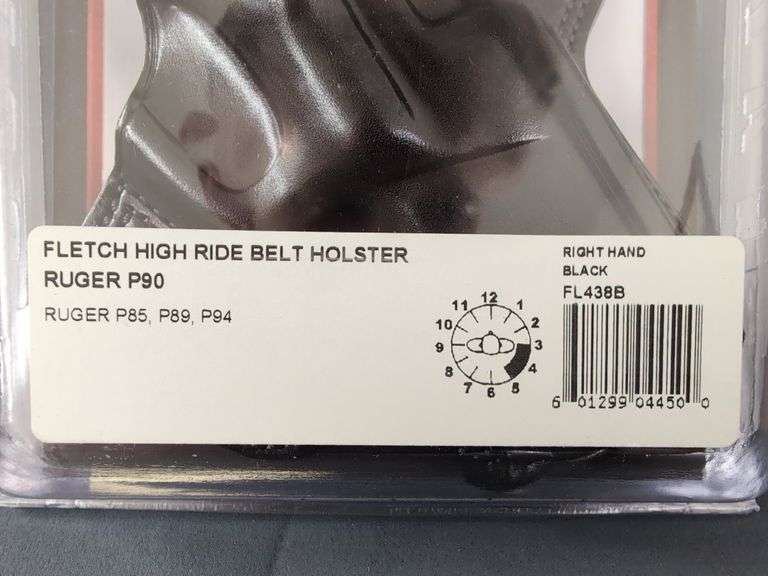 FLETCH HIGH RIDE BELT HOLSTER
RUGER P90
RUGER P85, P89, P94
RIGHT HAND
BLACK
FL438B
12
1
2
3
4
5
6
7
8
9
10
11
6 01299 04450 0